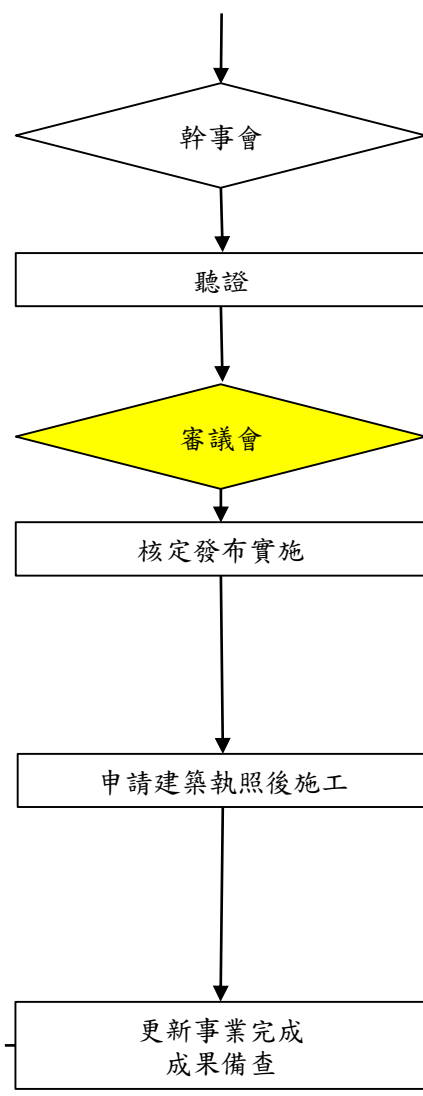 幹事會
聽證
審議會
核定發布實施
申請建築執照後施工
更新事業完成
成果備查